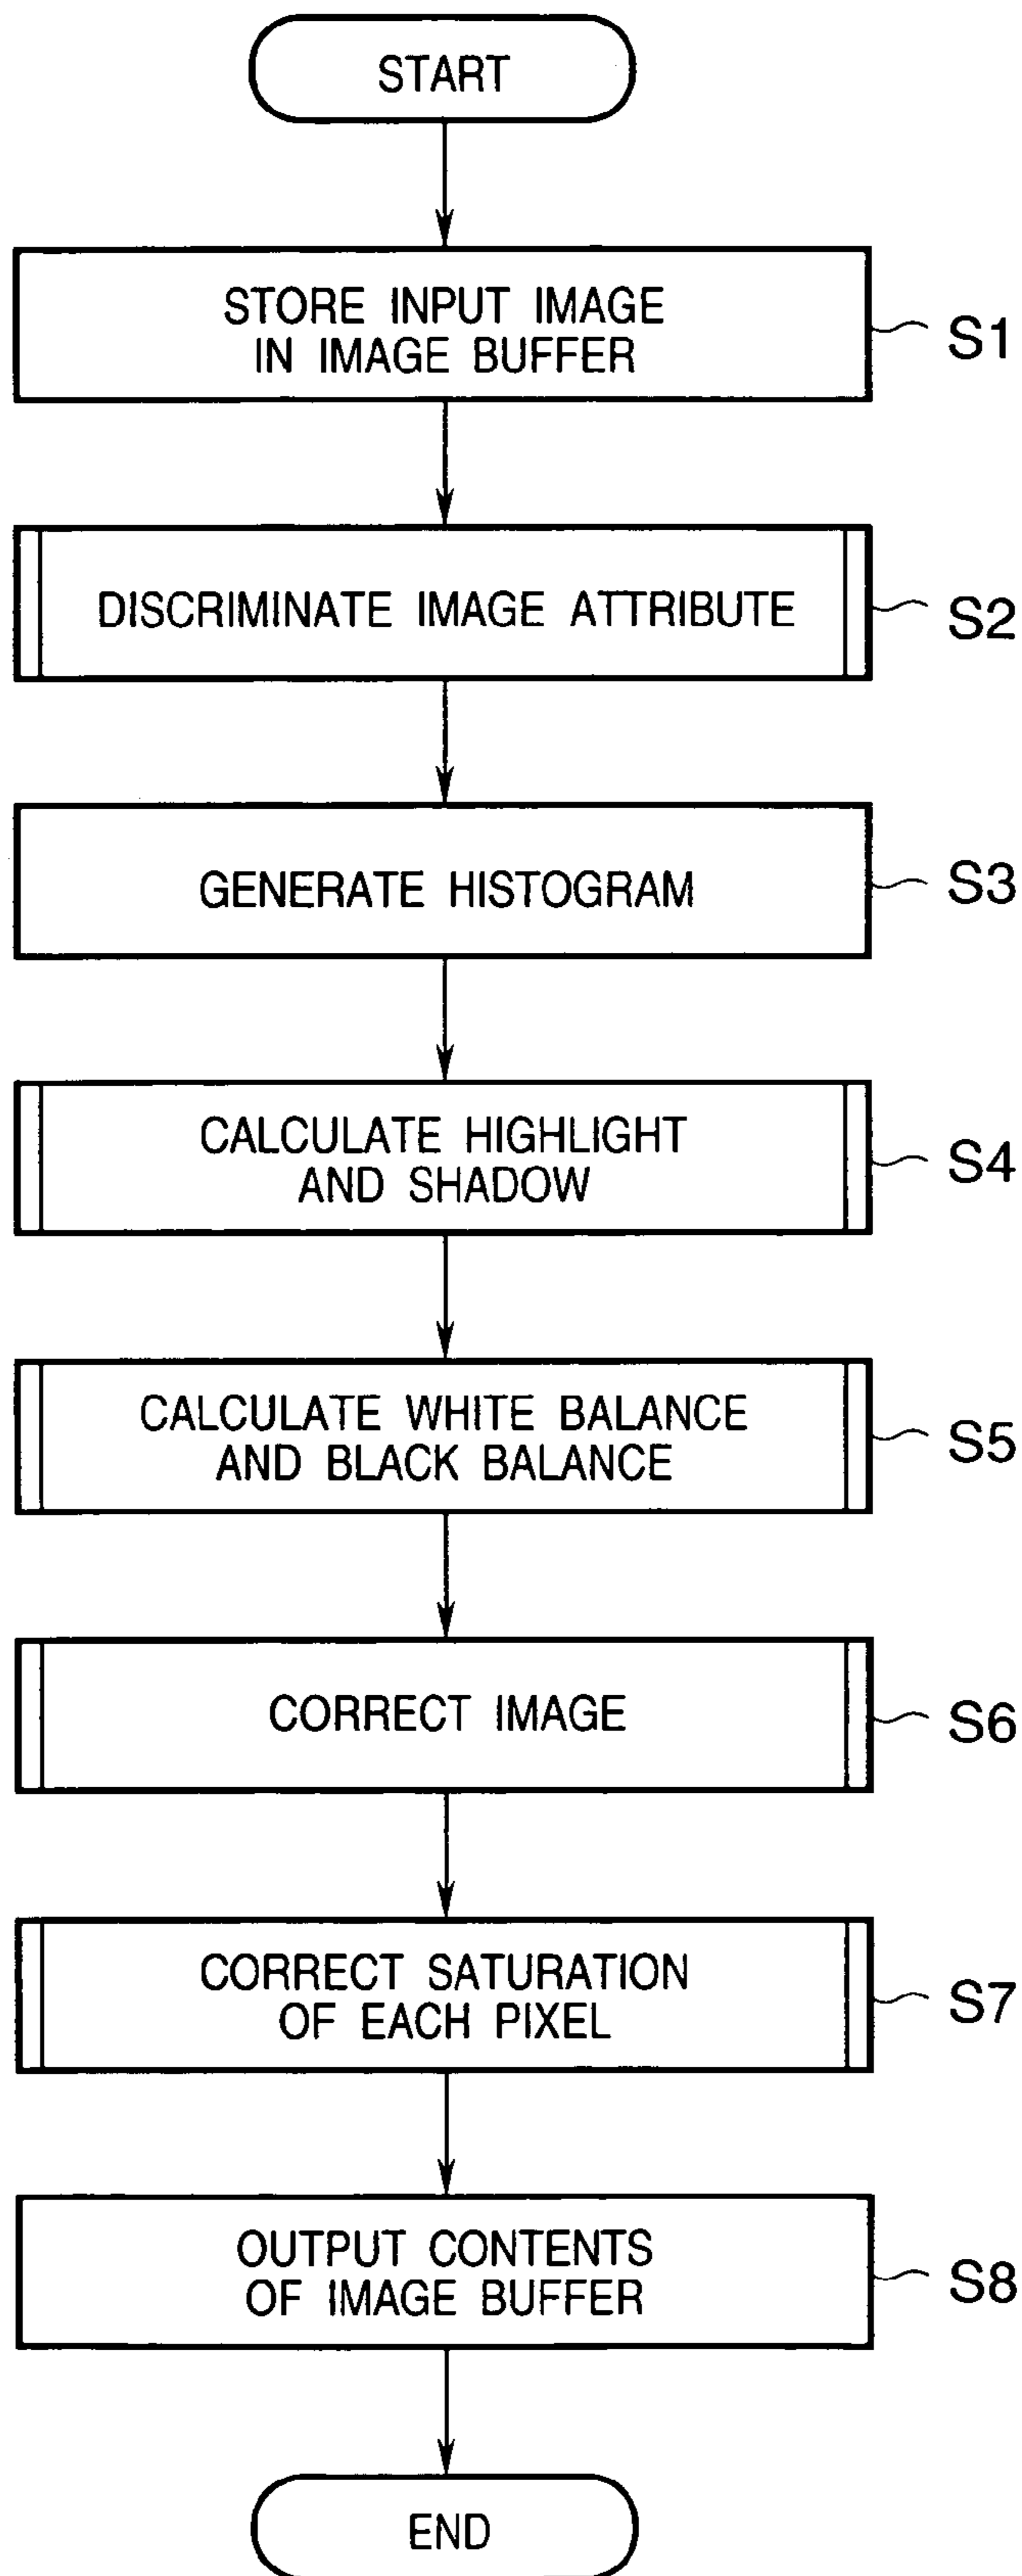 START
STORE INPUT IMAGE
IN IMAGE BUFFER
S1
DISCRIMINATE IMAGE ATTRIBUTE
S2
GENERATE HISTOGRAM
S3
CALCULATE HIGHLIGHT
AND SHADOW
S4
CALCULATE WHITE BALANCE
AND BLACK BALANCE
S5
CORRECT IMAGE
S6
CORRECT SATURATION
OF EACH PIXEL
S7
OUTPUT CONTENTS
OF IMAGE BUFFER
S8
END